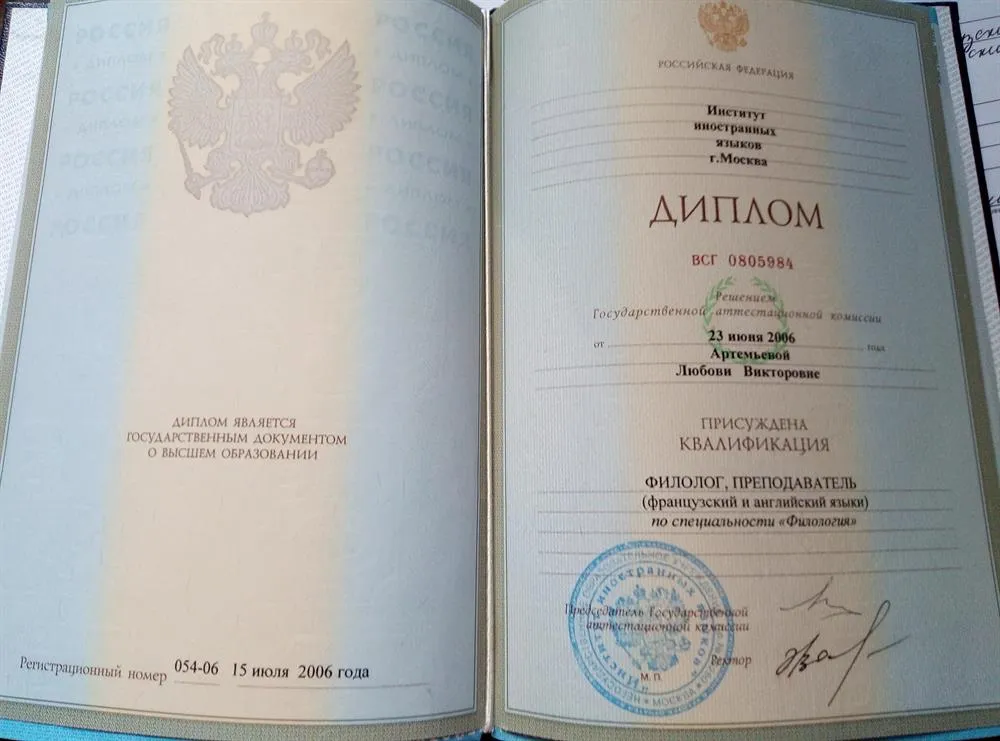 ДИПЛОМ ЯВЛЯЕТСЯ
ГОСУДАРСТВЕННЫМ ДОКУМЕНТОМ
О ВЫСШЕМ ОБРАЗОВАНИИ
Регистрационный номер 054-06 15 июля 2006 года
РОССИЙСКАЯ ФЕДЕРАЦИЯ
Институт
иностранных
языков
г.Москва
ДИПЛОМ
ВСГ 0805984
Решением
Государственной аттестационной комиссии
от 23 июня 2006 года
Артемьевой
Любови Викторовне
ПРИСУЖДЕНА
КВАЛИФИКАЦИЯ
ФИЛОЛОГ, ПРЕПОДАВАТЕЛЬ
(французский и английский языки)
по специальности «Филология»
Председатель Государственной
аттестационной комиссии
Ректор
М.П.